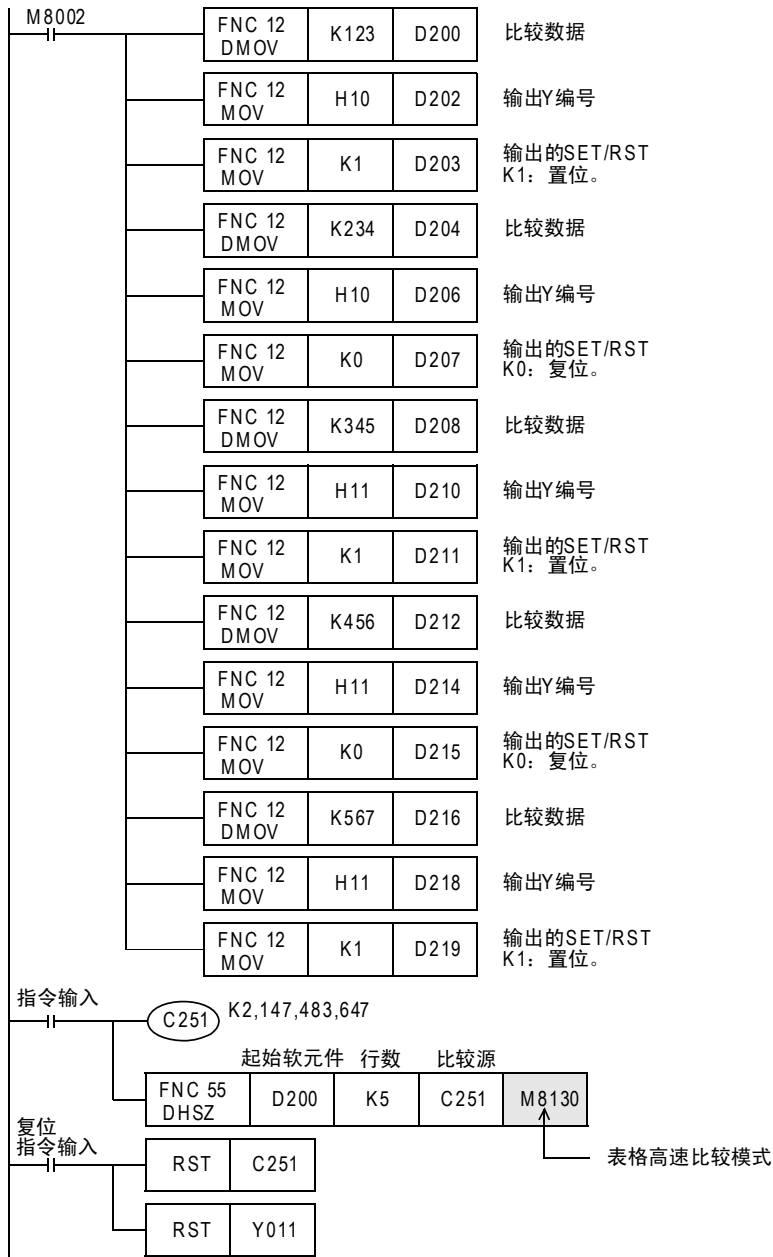 M8002
FNC 12 DMOV K123 D200 比较数据
FNC 12 MOV H10 D202 输出Y编号
FNC 12 MOV K1 D203 输出的SET/RST K1：置位。
FNC 12 DMOV K234 D204 比较数据
FNC 12 MOV H10 D206 输出Y编号
FNC 12 MOV K0 D207 输出的SET/RST K0：复位。
FNC 12 DMOV K345 D208 比较数据
FNC 12 MOV H11 D210 输出Y编号
FNC 12 MOV K1 D211 输出的SET/RST K1：置位。
FNC 12 DMOV K456 D212 比较数据
FNC 12 MOV H11 D214 输出Y编号
FNC 12 MOV K0 D215 输出的SET/RST K0：复位。
FNC 12 DMOV K567 D216 比较数据
FNC 12 MOV H11 D218 输出Y编号
FNC 12 MOV K1 D219 输出的SET/RST K1：置位。
指令输入
C251 K2,147,483,647
起始软元件 行数 比较源
FNC 55 DHSZ D200 K5 C251 M8130
表格高速比较模式
复位
指令输入
RST C251
RST Y011